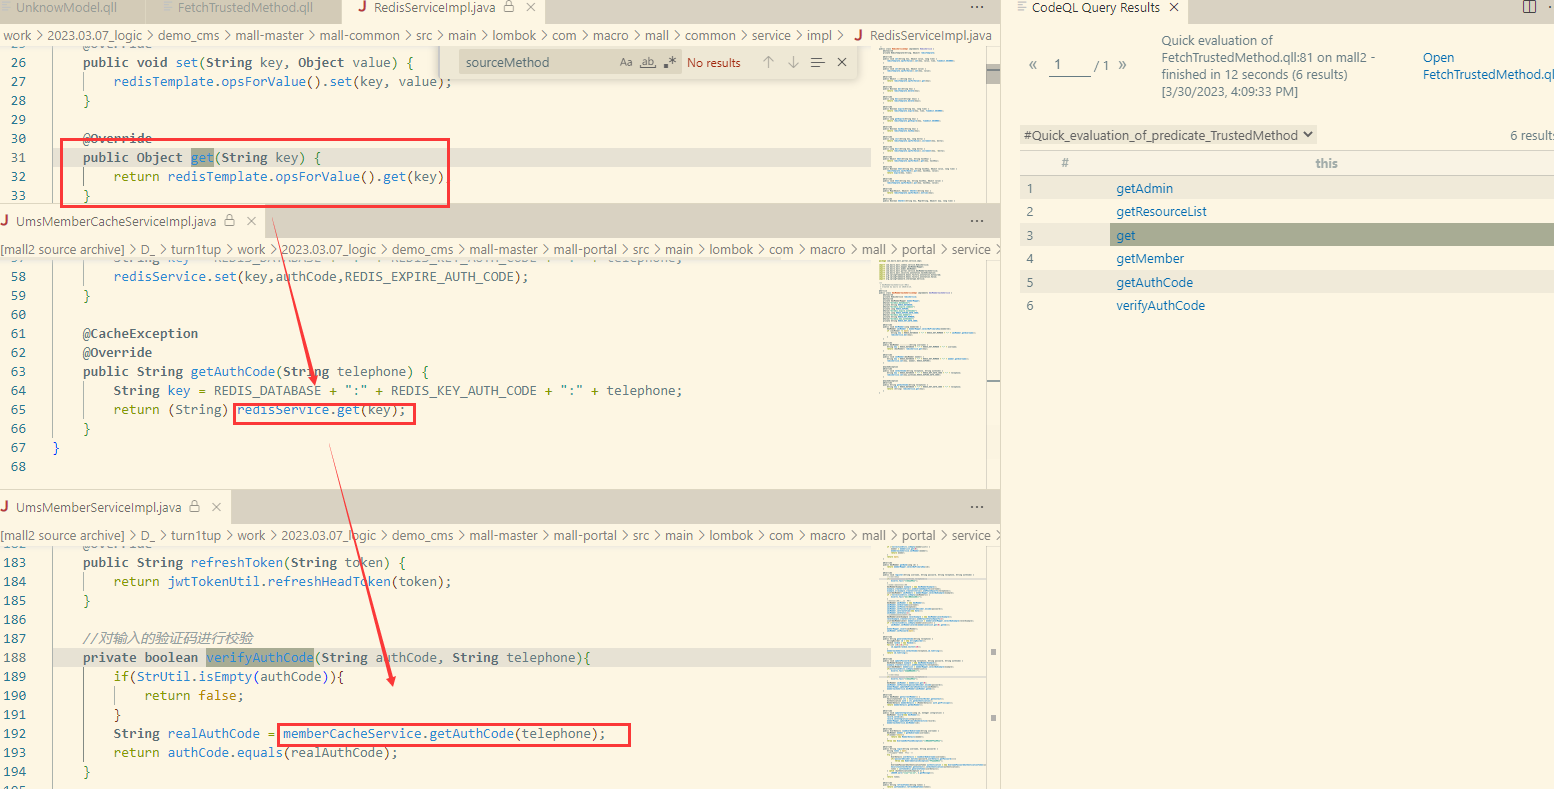 UnknowModel.qll
FetchTrustedMethod.qll
J RedisServiceImpl.java
work > 2023.03.07_logic > demo_cms > mall-master > mall-common > src > main > lombok > com > macro > mall > common > service > impl > J RedisServiceImpl.java
sourceMethod
Aa ab .* No results
25 @Override
26 public void set(String key, Object value) {
27 redisTemplate.opsForValue().set(key, value);
28 }
29
30 @Override
31 public Object get(String key) {
32 return redisTemplate.opsForValue().get(key)
33 }
J UmsMemberCacheServiceImpl.java
[mall2 source archive] > D_ > turn1tup > work > 2023.03.07_logic > demo_cms > mall-master > mall-portal > src > main > lombok > com > macro > mall > portal > service >
57 String key = REDIS_DATABASE + ":" + REDIS_KEY_AUTH_CODE + ":" + telephone;
58 redisService.set(key,authCode,REDIS_EXPIRE_AUTH_CODE);
59 }
60
61 @CacheException
62 @Override
63 public String getAuthCode(String telephone) {
64 String key = REDIS_DATABASE + ":" + REDIS_KEY_AUTH_CODE + ":" + telephone;
65 return (String) redisService.get(key);
66 }
67 }
68
J UmsMemberServiceImpl.java
[mall2 source archive] > D_ > turn1tup > work > 2023.03.07_logic > demo_cms > mall-master > mall-portal > src > main > lombok > com > macro > mall > portal > service >
182 @Override
183 public String refreshToken(String token) {
184 return jwtTokenUtil.refreshHeadToken(token);
185 }
186
187 //对输入的验证码进行校验
188 private boolean verifyAuthCode(String authCode, String telephone){
189 if(StrUtil.isEmpty(authCode)){
190 return false;
191 }
192 String realAuthCode = memberCacheService.getAuthCode(telephone);
193 return authCode.equals(realAuthCode);
194 }
195
CodeQL Query Results
« 1 / 1 »
Quick evaluation of
FetchTrustedMethod.qll:81 on mall2 -
finished in 12 seconds (6 results)
[3/30/2023, 4:09:33 PM]
Open
FetchTrustedMethod.ql
#Quick_evaluation_of_predicate_TrustedMethod
6 results
# this
1 getAdmin
2 getResourceList
3 get
4 getMember
5 getAuthCode
6 verifyAuthCode